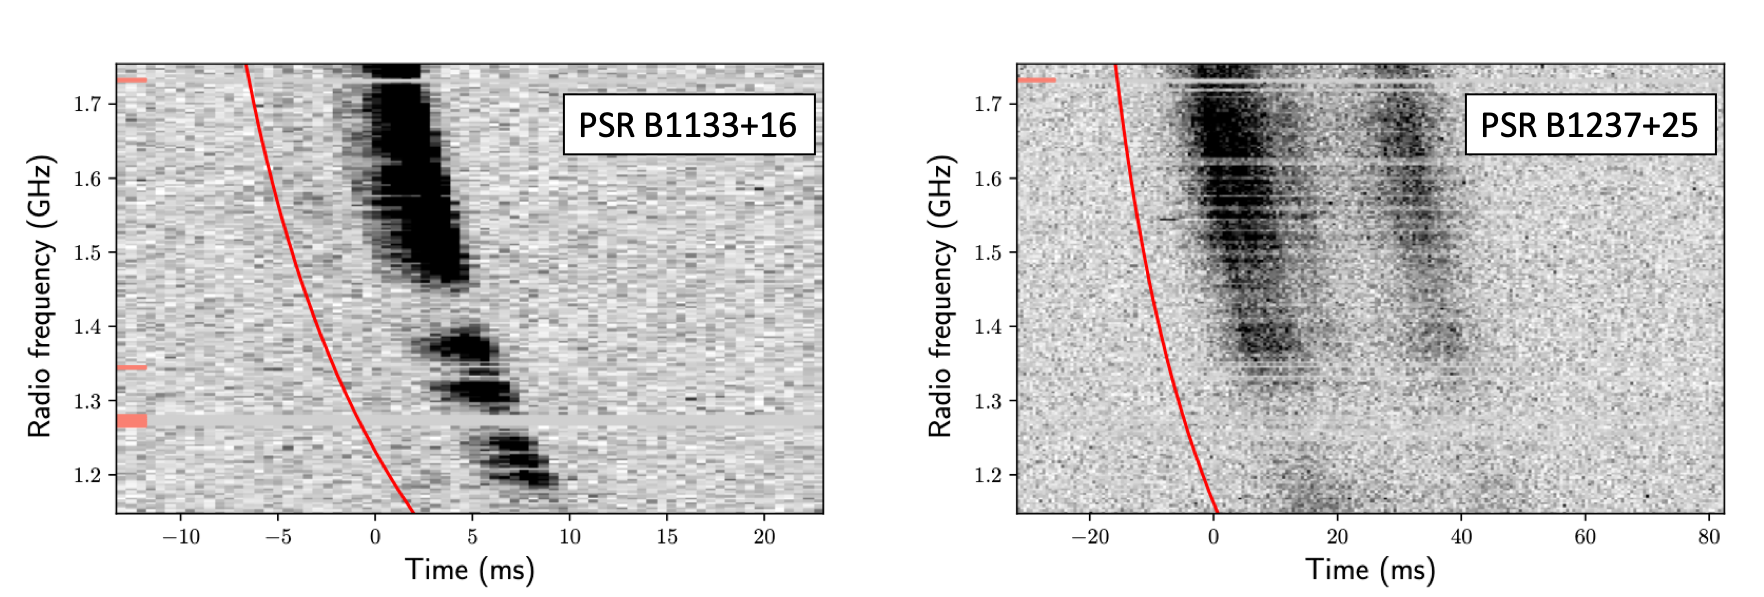 PSR B1133+16
Radio frequency (GHz)
1.7
1.6
1.5
1.4
1.3
1.2
−10 −5 0 5 10 15 20
Time (ms)
PSR B1237+25
Radio frequency (GHz)
1.7
1.6
1.5
1.4
1.3
1.2
−20 0 20 40 60 80
Time (ms)